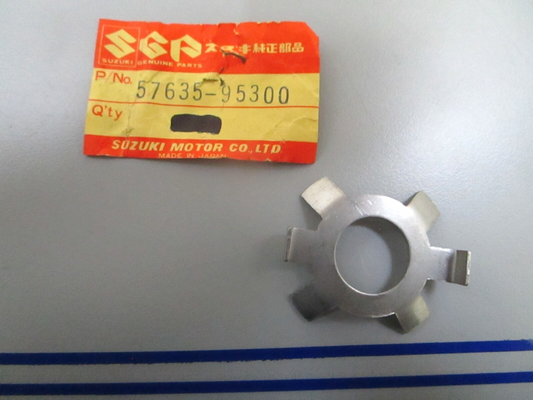 SGP スズキ純正部品
SUZUKI GENUINE PARTS
P/No. 57635-95300
Q'ty
SUZUKI MOTOR CO.,LTD
MADE IN JAPAN